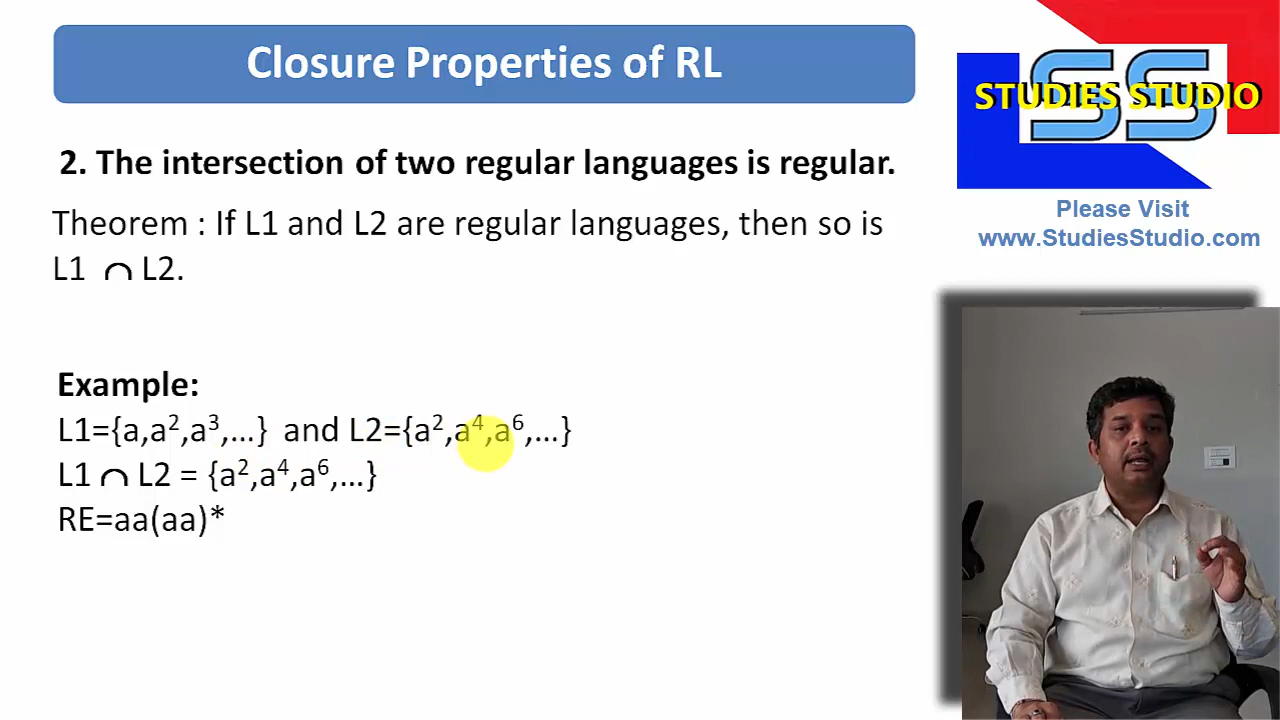 Closure Properties of RL
SS
STUDIES STUDIO
Please Visit
www.StudiesStudio.com
2. The intersection of two regular languages is regular.
Theorem : If L1 and L2 are regular languages, then so is
L1 ∩ L2.
Example:
L1={a,a²,a³,...} and L2={a²,a⁴,a⁶,...}
L1 ∩ L2 = {a²,a⁴,a⁶,...}
RE=aa(aa)*